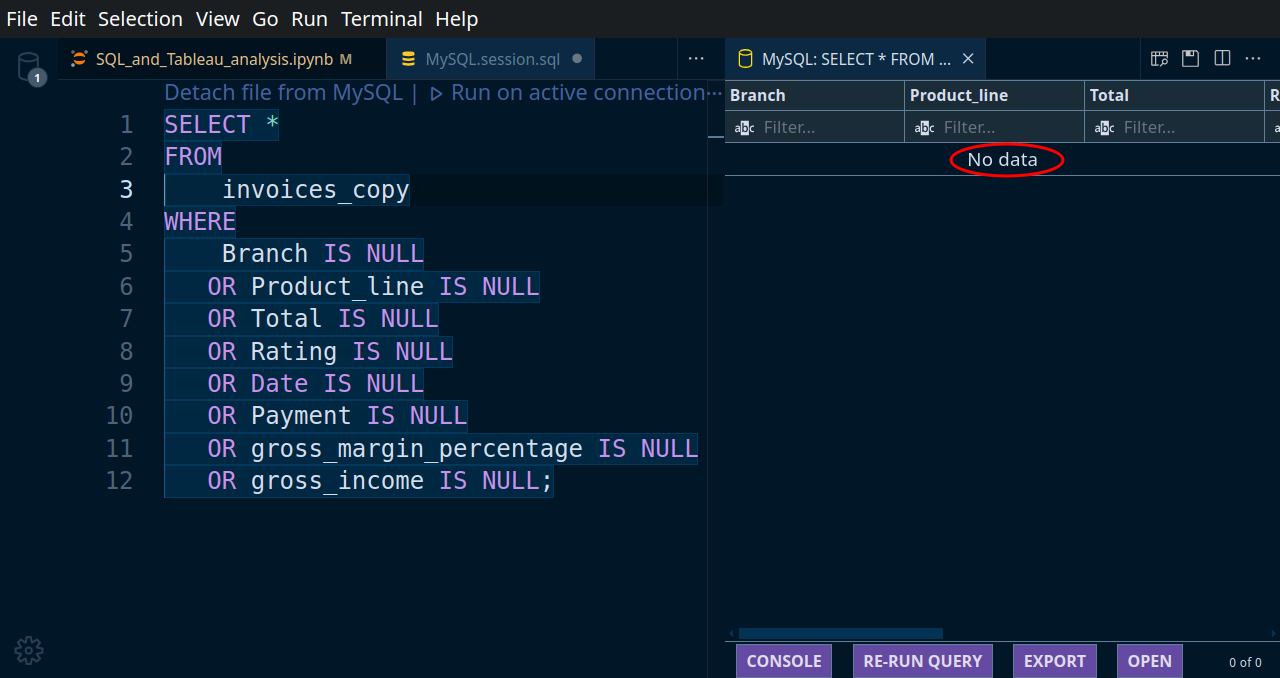 File Edit Selection View Go Run Terminal Help
1
SQL_and_Tableau_analysis.ipynb M
MySQL.session.sql
MySQL: SELECT * FROM ...
Detach file from MySQL | Run on active connection
1 SELECT *
2 FROM
3 invoices_copy
4 WHERE
5 Branch IS NULL
6 OR Product_line IS NULL
7 OR Total IS NULL
8 OR Rating IS NULL
9 OR Date IS NULL
10 OR Payment IS NULL
11 OR gross_margin_percentage IS NULL
12 OR gross_income IS NULL;
Branch Product_line Total R
abc Filter... abc Filter... abc Filter...
No data
CONSOLE RE-RUN QUERY EXPORT OPEN 0 of 0